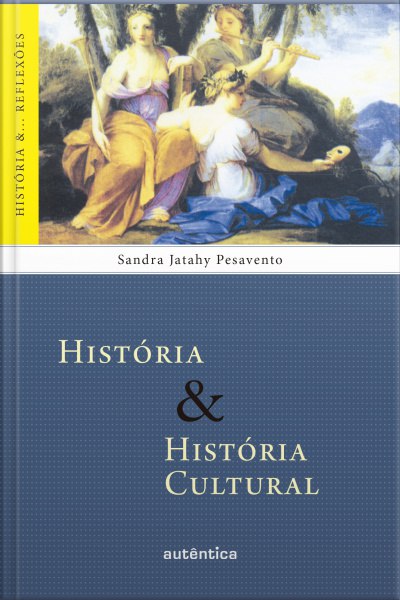 HISTÓRIA &... REFLEXÕES
Sandra Jatahy Pesavento
HISTÓRIA
&
HISTÓRIA
CULTURAL
autêntica